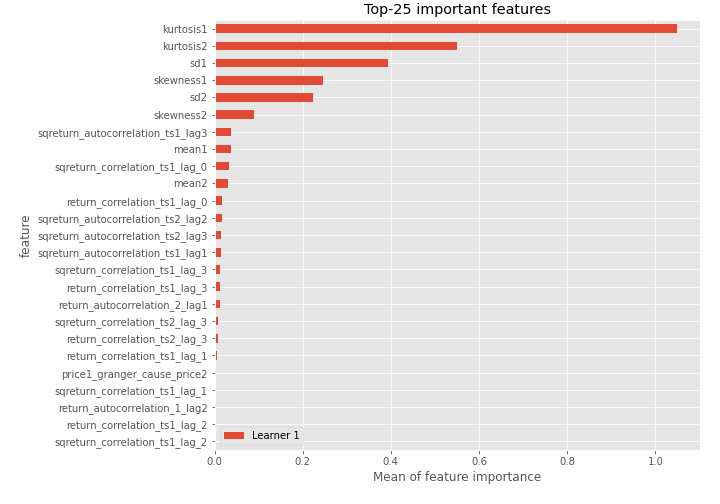 Top-25 important features
kurtosis1
kurtosis2
sd1
skewness1
sd2
skewness2
sqreturn_autocorrelation_ts1_lag3
mean1
sqreturn_correlation_ts1_lag_0
mean2
return_correlation_ts1_lag_0
sqreturn_autocorrelation_ts2_lag2
sqreturn_autocorrelation_ts2_lag3
sqreturn_autocorrelation_ts1_lag1
sqreturn_correlation_ts1_lag_3
return_correlation_ts1_lag_3
return_autocorrelation_2_lag1
sqreturn_correlation_ts2_lag_3
return_correlation_ts2_lag_3
return_correlation_ts1_lag_1
price1_granger_cause_price2
sqreturn_correlation_ts1_lag_1
return_autocorrelation_1_lag2
return_correlation_ts1_lag_2
sqreturn_correlation_ts1_lag_2
feature
Learner 1
0.0 0.2 0.4 0.6 0.8 1.0
Mean of feature importance